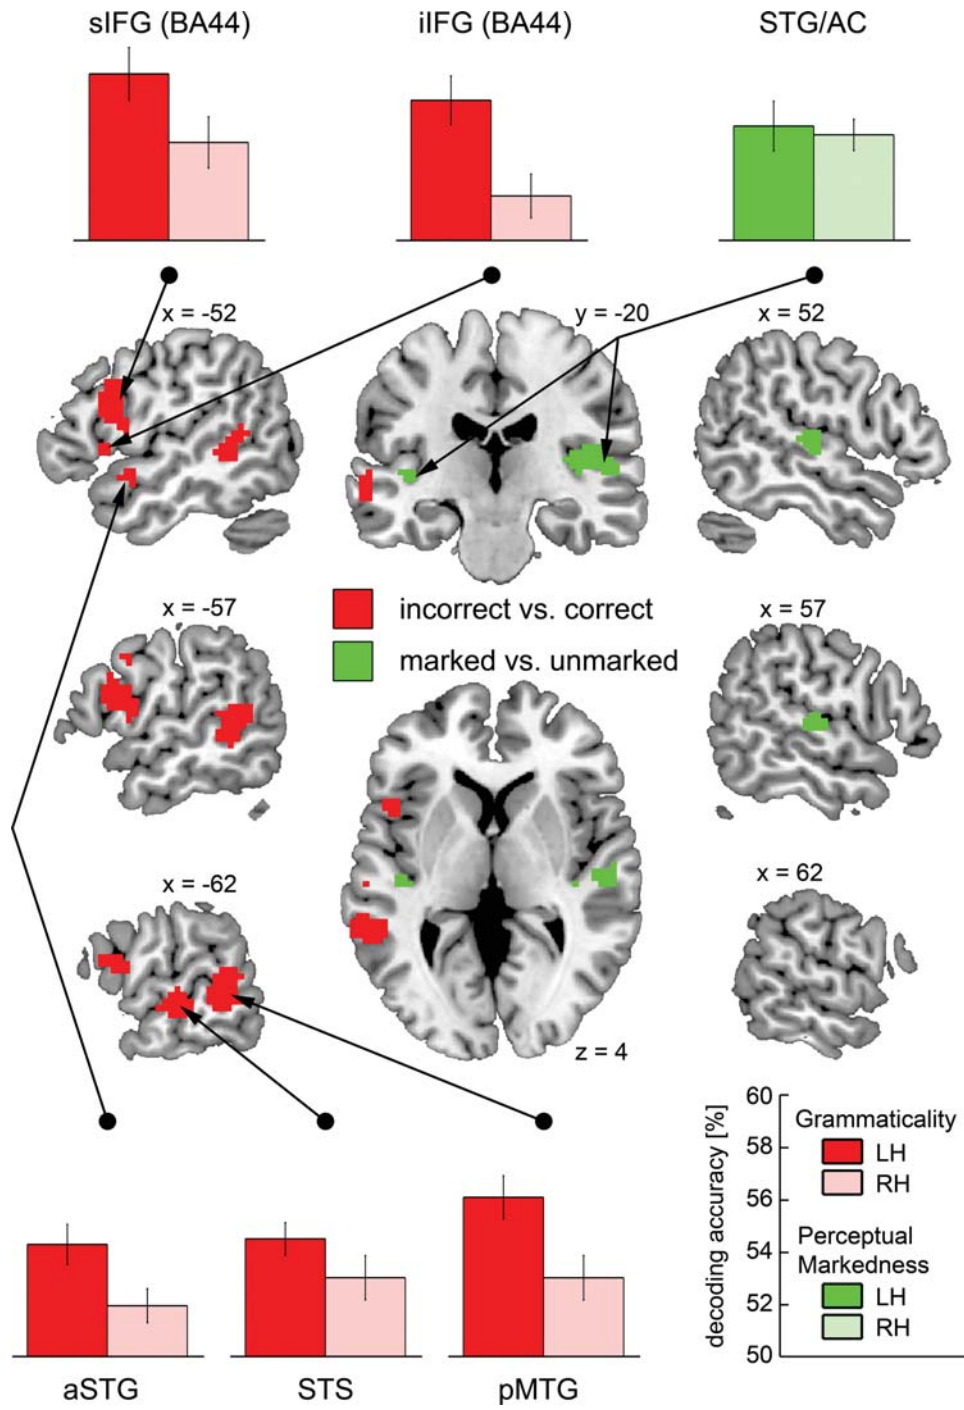 sIFG (BA44)
iIFG (BA44)
STG/AC
x = -52
y = -20
x = 52
incorrect vs. correct
marked vs. unmarked
x = -57
x = 57
x = -62
x = 62
z = 4
decoding accuracy [%]
60
58
56
54
52
50
Grammaticality
LH
RH
Perceptual
Markedness
LH
RH
aSTG
STS
pMTG